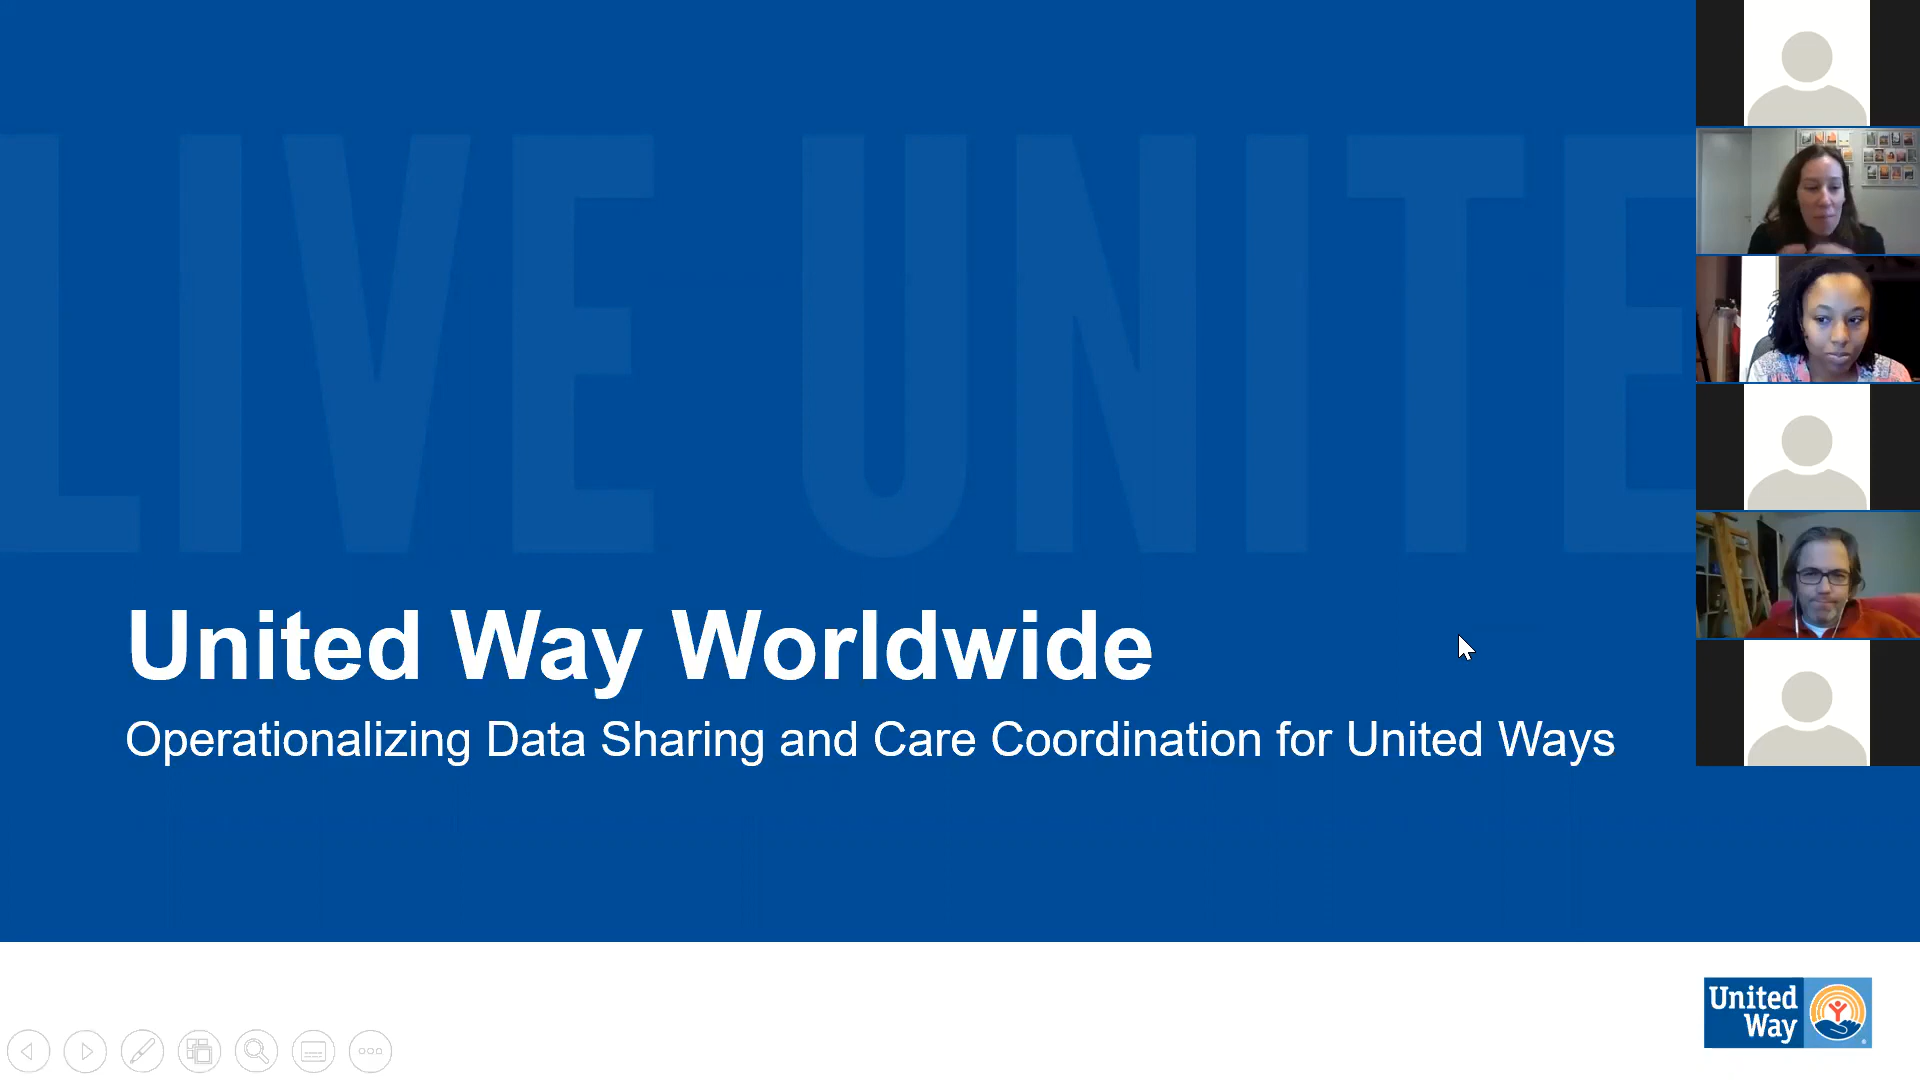 LIVE UNITE
United Way Worldwide
Operationalizing Data Sharing and Care Coordination for United Ways
United
Way